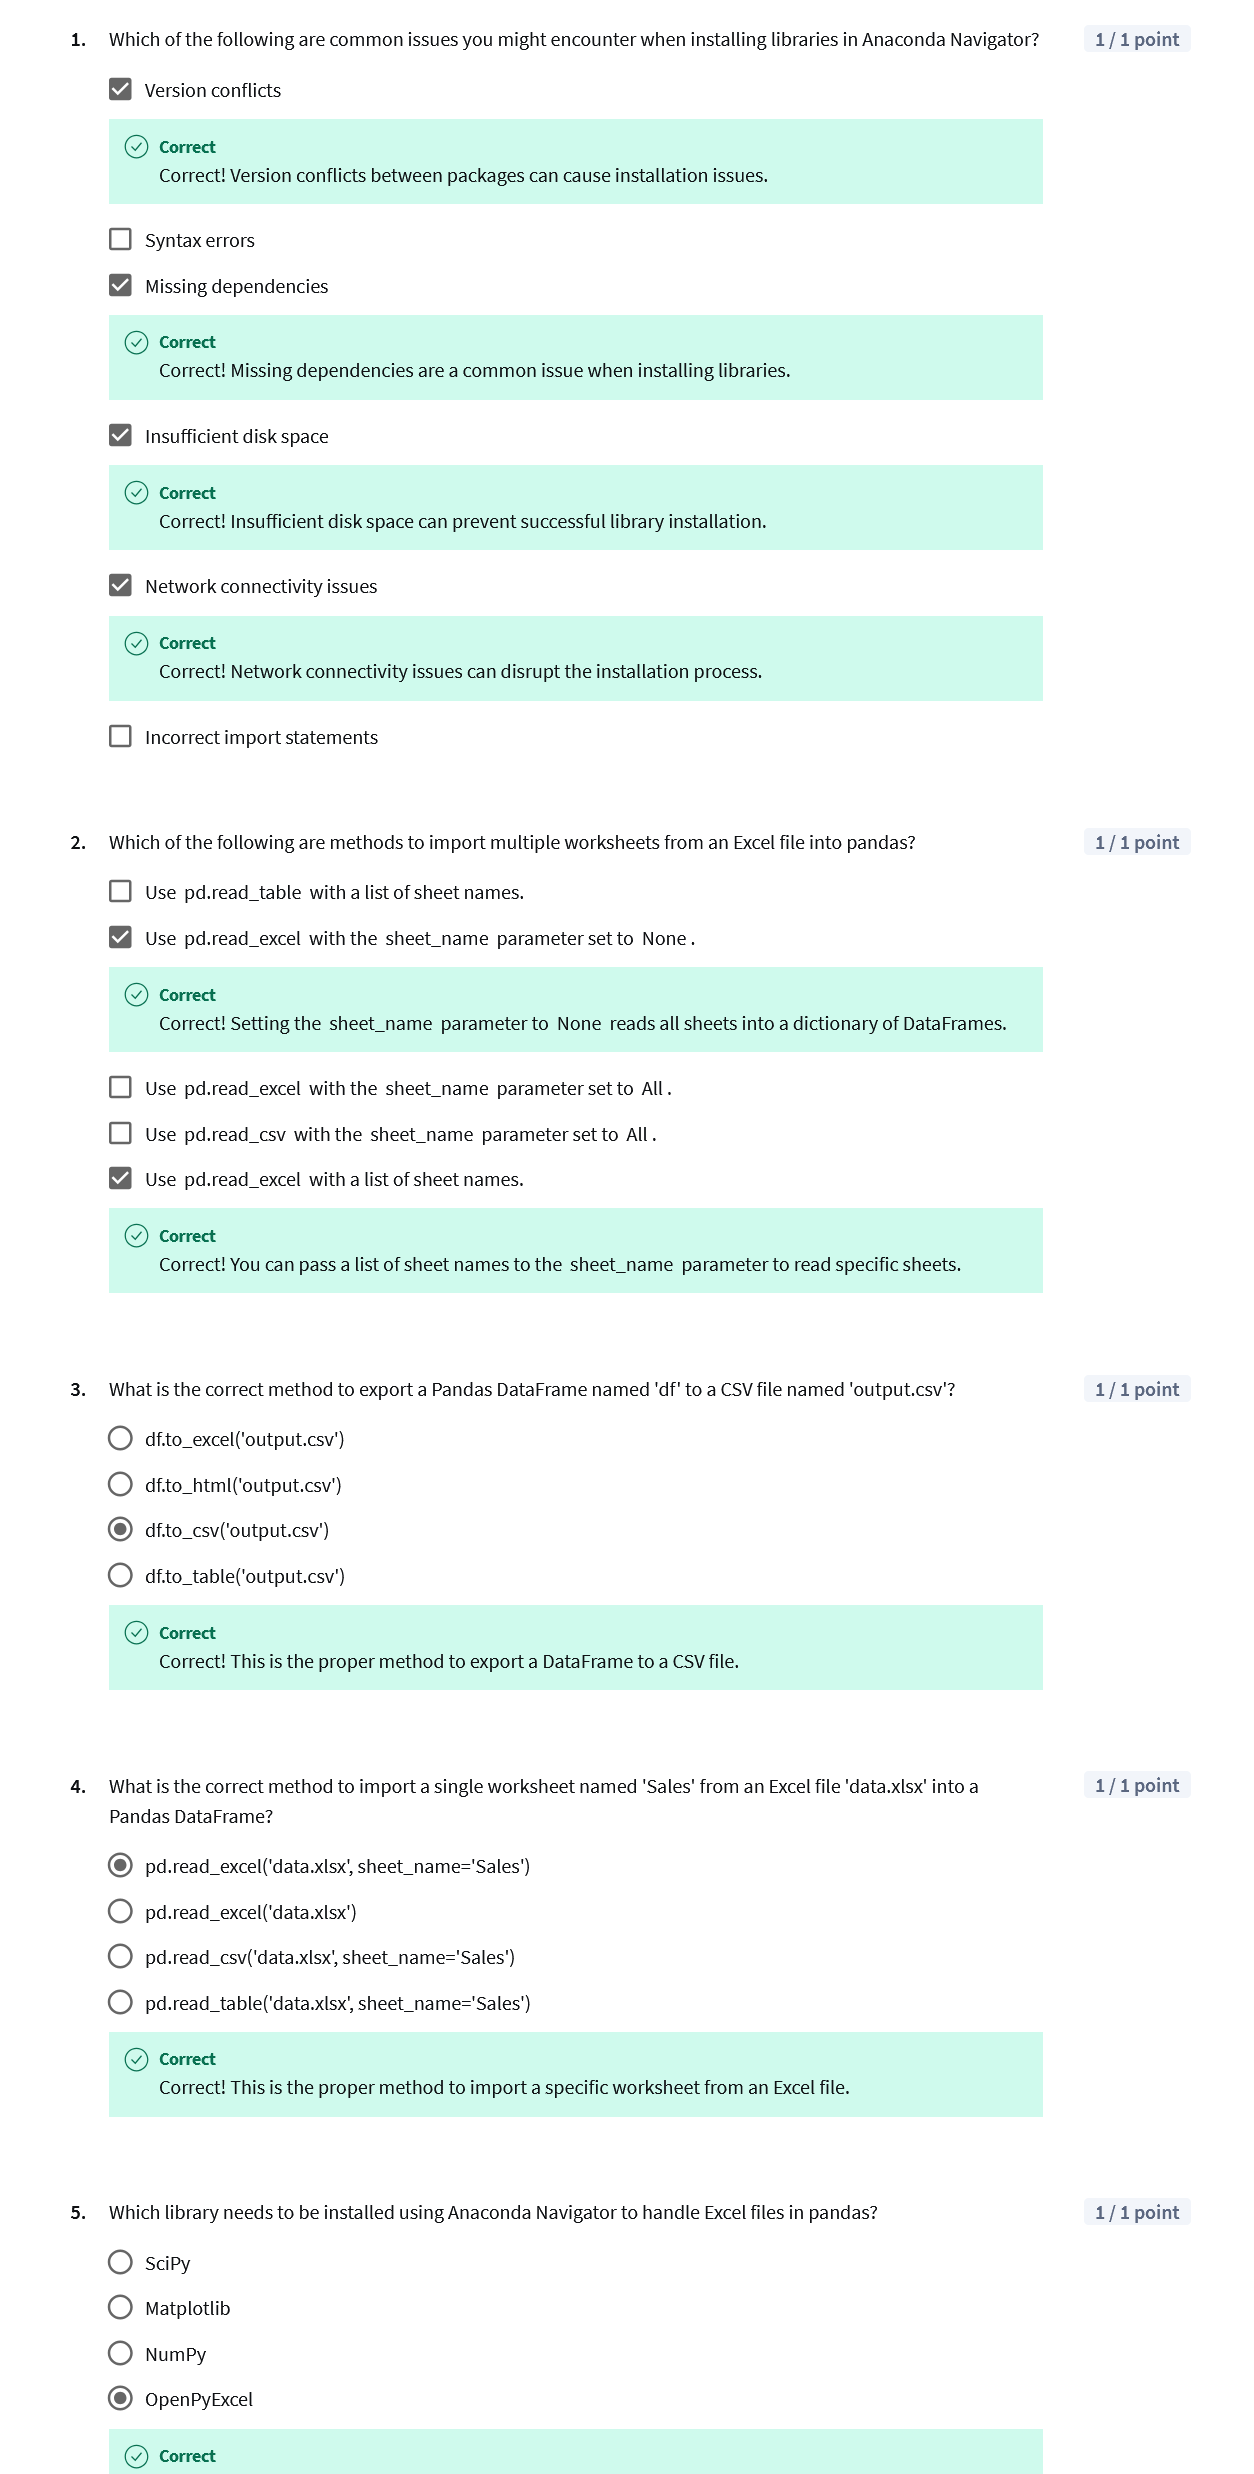 1. Which of the following are common issues you might encounter when installing libraries in Anaconda Navigator? 1 / 1 point
Version conflicts
Correct
Correct! Version conflicts between packages can cause installation issues.
Syntax errors
Missing dependencies
Correct
Correct! Missing dependencies are a common issue when installing libraries.
Insufficient disk space
Correct
Correct! Insufficient disk space can prevent successful library installation.
Network connectivity issues
Correct
Correct! Network connectivity issues can disrupt the installation process.
Incorrect import statements
2. Which of the following are methods to import multiple worksheets from an Excel file into pandas? 1 / 1 point
Use pd.read_table with a list of sheet names.
Use pd.read_excel with the sheet_name parameter set to None .
Correct
Correct! Setting the sheet_name parameter to None reads all sheets into a dictionary of DataFrames.
Use pd.read_excel with the sheet_name parameter set to All .
Use pd.read_csv with the sheet_name parameter set to All .
Use pd.read_excel with a list of sheet names.
Correct
Correct! You can pass a list of sheet names to the sheet_name parameter to read specific sheets.
3. What is the correct method to export a Pandas DataFrame named 'df' to a CSV file named 'output.csv'? 1 / 1 point
df.to_excel('output.csv')
df.to_html('output.csv')
df.to_csv('output.csv')
df.to_table('output.csv')
Correct
Correct! This is the proper method to export a DataFrame to a CSV file.
4. What is the correct method to import a single worksheet named 'Sales' from an Excel file 'data.xlsx' into a 1 / 1 point
Pandas DataFrame?
pd.read_excel('data.xlsx', sheet_name='Sales')
pd.read_excel('data.xlsx')
pd.read_csv('data.xlsx', sheet_name='Sales')
pd.read_table('data.xlsx', sheet_name='Sales')
Correct
Correct! This is the proper method to import a specific worksheet from an Excel file.
5. Which library needs to be installed using Anaconda Navigator to handle Excel files in pandas? 1 / 1 point
SciPy
Matplotlib
NumPy
OpenPyExcel
Correct